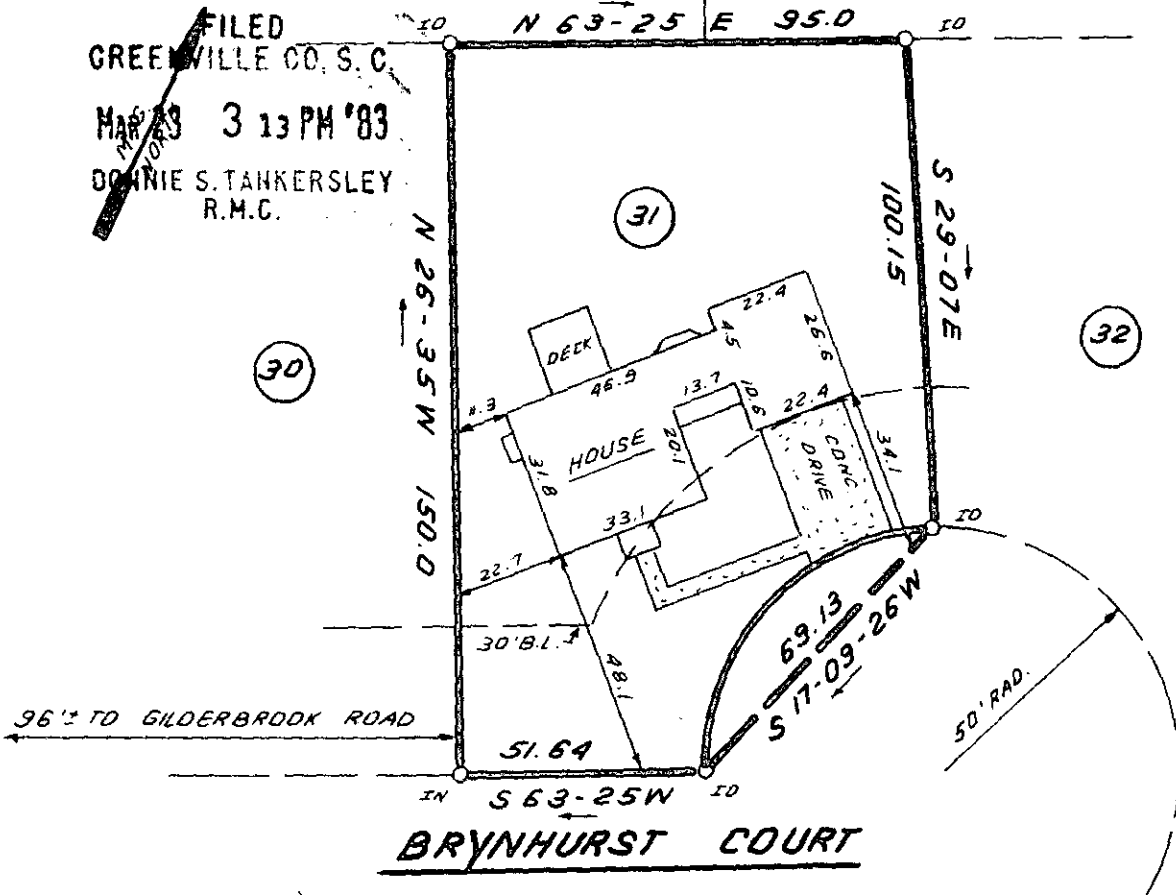 FILED
GREENVILLE CO. S. C.
MAR 23 3 13 PM '83
DONNIE S. TANKERSLEY
R.M.C.
NORTH
IO N 63-25 E 95.0 IO
31
S 29-07E
100.15
N 26-35W 150.0
30
32
DECK
22.4
4.5
26.6
46.9
13.7
10.6
22.4
HOUSE
20.1
31.8
33.1
CONC.
DRIVE
34.1
22.7
30' B.L.
48.1
IO
69.13
S 17-09-26W
50' RAD.
96'± TO GILDERBROOK ROAD
51.64
IN S 63-25W IO
BRYNHURST COURT